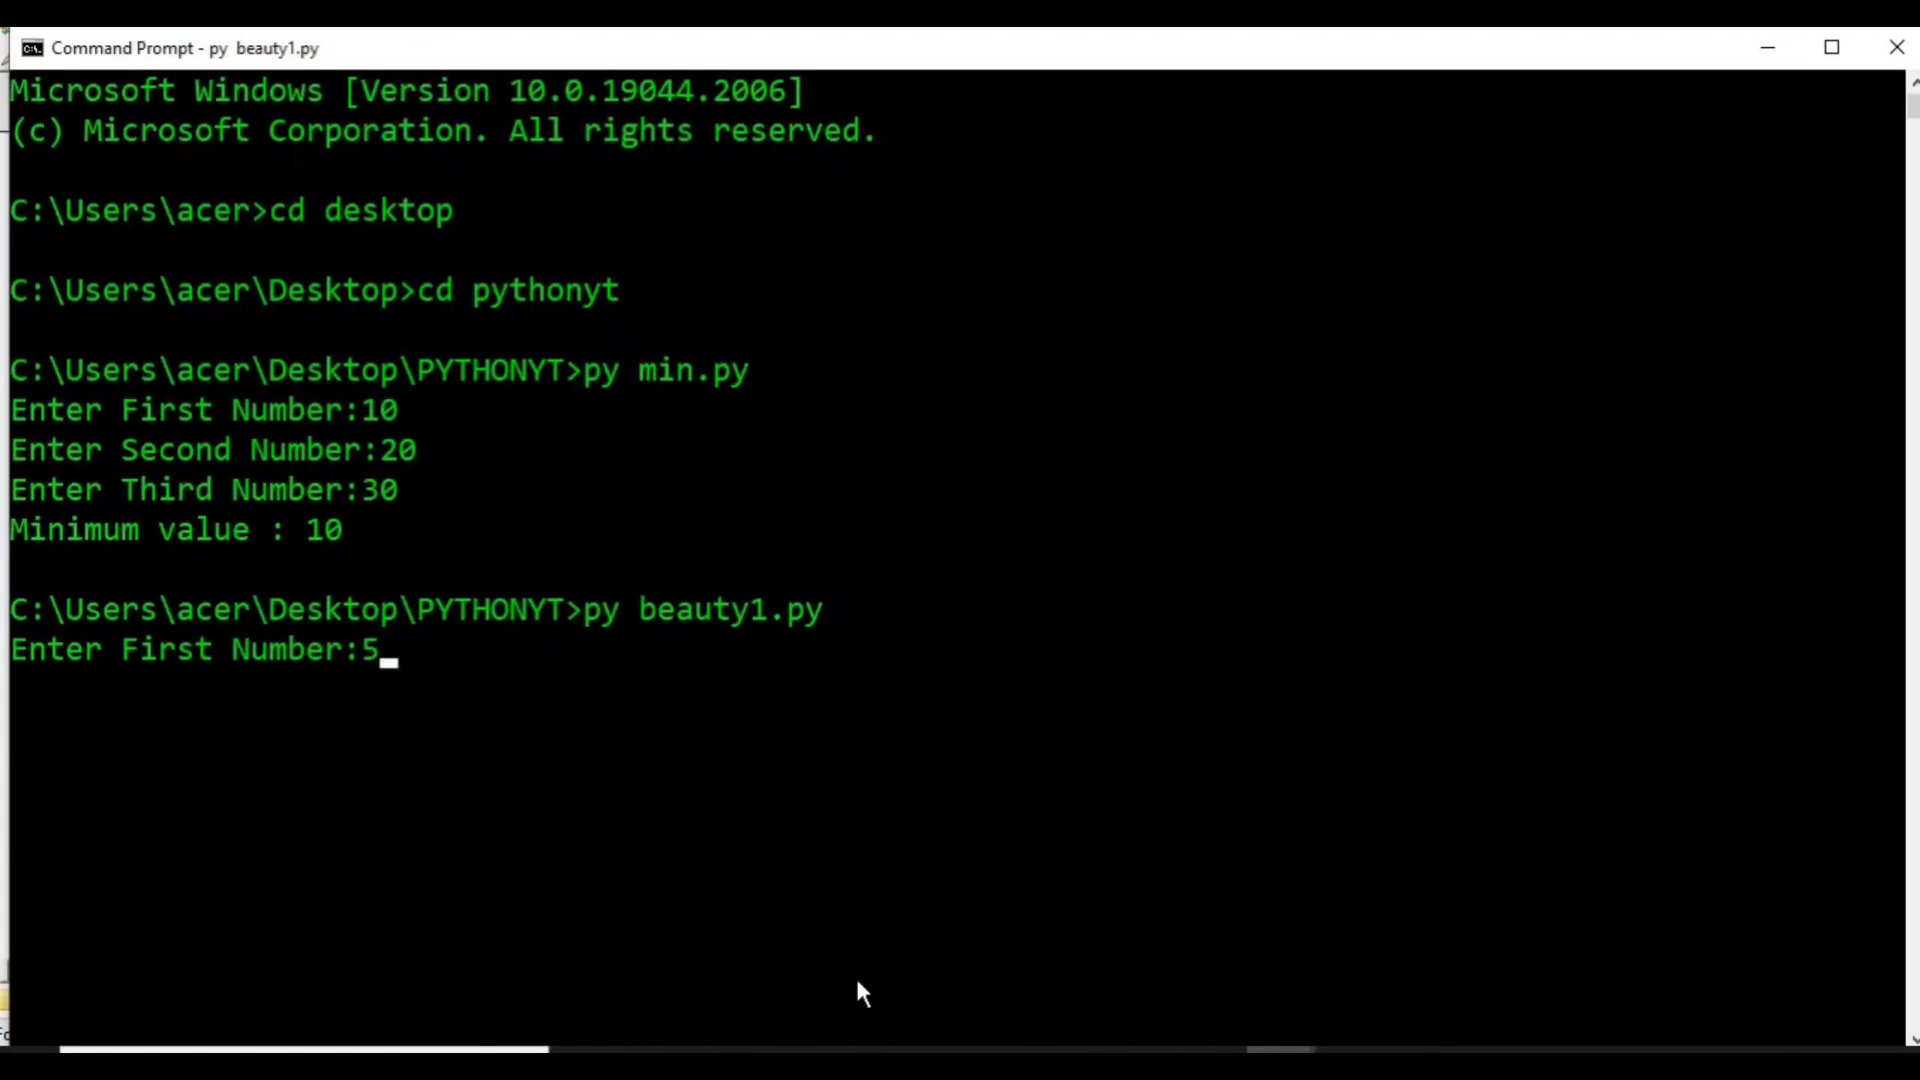 Command Prompt - py  beauty1.py
Microsoft Windows [Version 10.0.19044.2006]
(c) Microsoft Corporation. All rights reserved.
C:\Users\acer>cd desktop
C:\Users\acer\Desktop>cd pythonyt
C:\Users\acer\Desktop\PYTHONYT>py min.py
Enter First Number:10
Enter Second Number:20
Enter Third Number:30
Minimum value : 10
C:\Users\acer\Desktop\PYTHONYT>py beauty1.py
Enter First Number:5